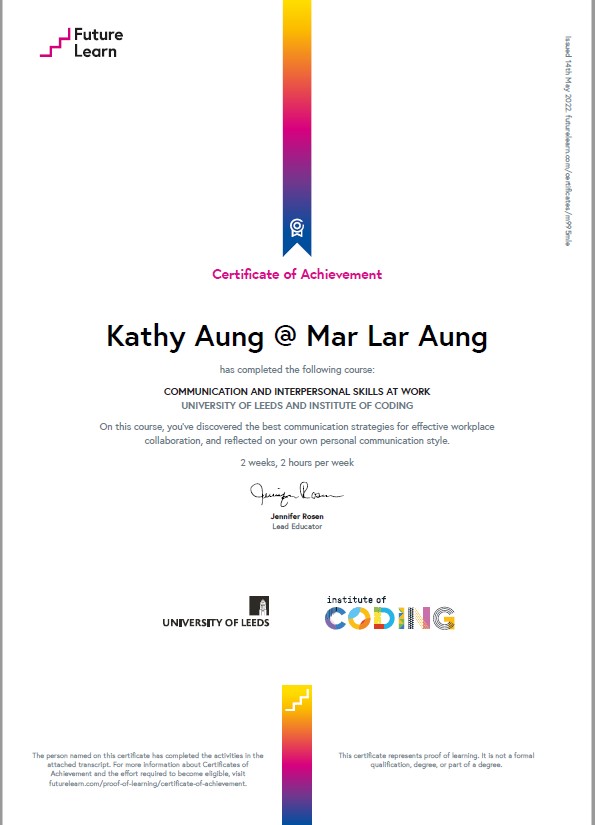 Future
Learn
Issued 14th May 2022. futurelearn.com/certificates/m995mle
Certificate of Achievement
Kathy Aung @ Mar Lar Aung
has completed the following course:
COMMUNICATION AND INTERPERSONAL SKILLS AT WORK
UNIVERSITY OF LEEDS AND INSTITUTE OF CODING
On this course, you've discovered the best communication strategies for effective workplace
collaboration, and reflected on your own personal communication style.
2 weeks, 2 hours per week
Jennifer Rosen
Jennifer Rosen
Lead Educator
UNIVERSITY OF LEEDS
institute of
CODING
The person named on this certificate has completed the activities in the
attached transcript. For more information about Certificates of
Achievement and the effort required to become eligible, visit
futurelearn.com/proof-of-learning/certificate-of-achievement.
This certificate represents proof of learning. It is not a formal
qualification, degree, or part of a degree.